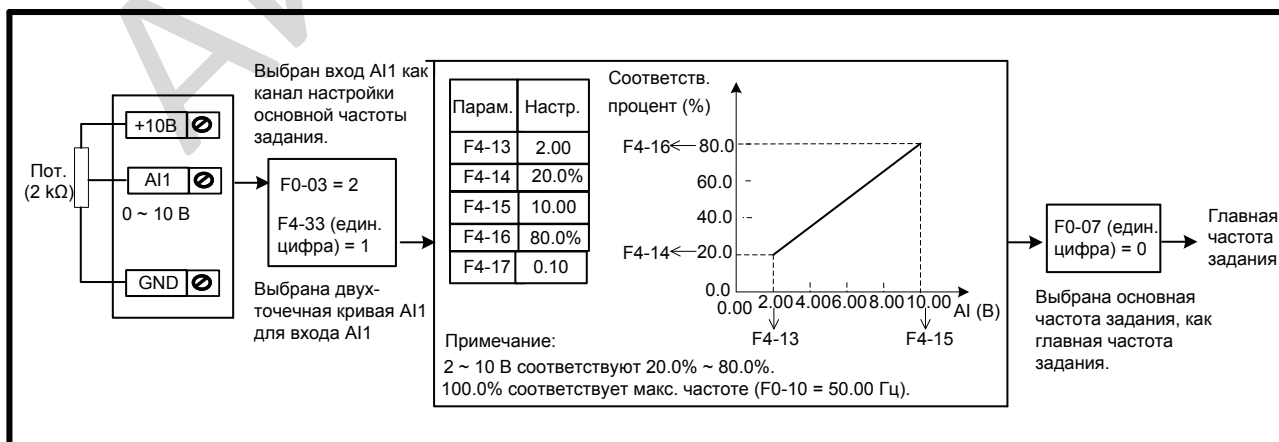 Выбран вход AI1 как
канал настройки
основной частоты
задания.
+10В
AI1
0 ~ 10 В
GND
Пот.
(2 kΩ)
F0-03 = 2
F4-33 (един.
цифра) = 1
Выбрана двух-
точечная кривая AI1
для входа AI1
Парам. Настр.
F4-13 2.00
F4-14 20.0%
F4-15 10.00
F4-16 80.0%
F4-17 0.10
Соответств.
процент (%)
F4-16 80.0
60.0
40.0
F4-14 20.0
0.0
0.00 2.00 4.00 6.00 8.00 10.00 AI (В)
F4-13 F4-15
Примечание:
2 ~ 10 В соответствуют 20.0% ~ 80.0%.
100.0% соответствует макс. частоте (F0-10 = 50.00 Гц).
F0-07 (един.
цифра) = 0
Выбрана основная
частота задания, как
главная частота
задания.
Главная
частота
задания